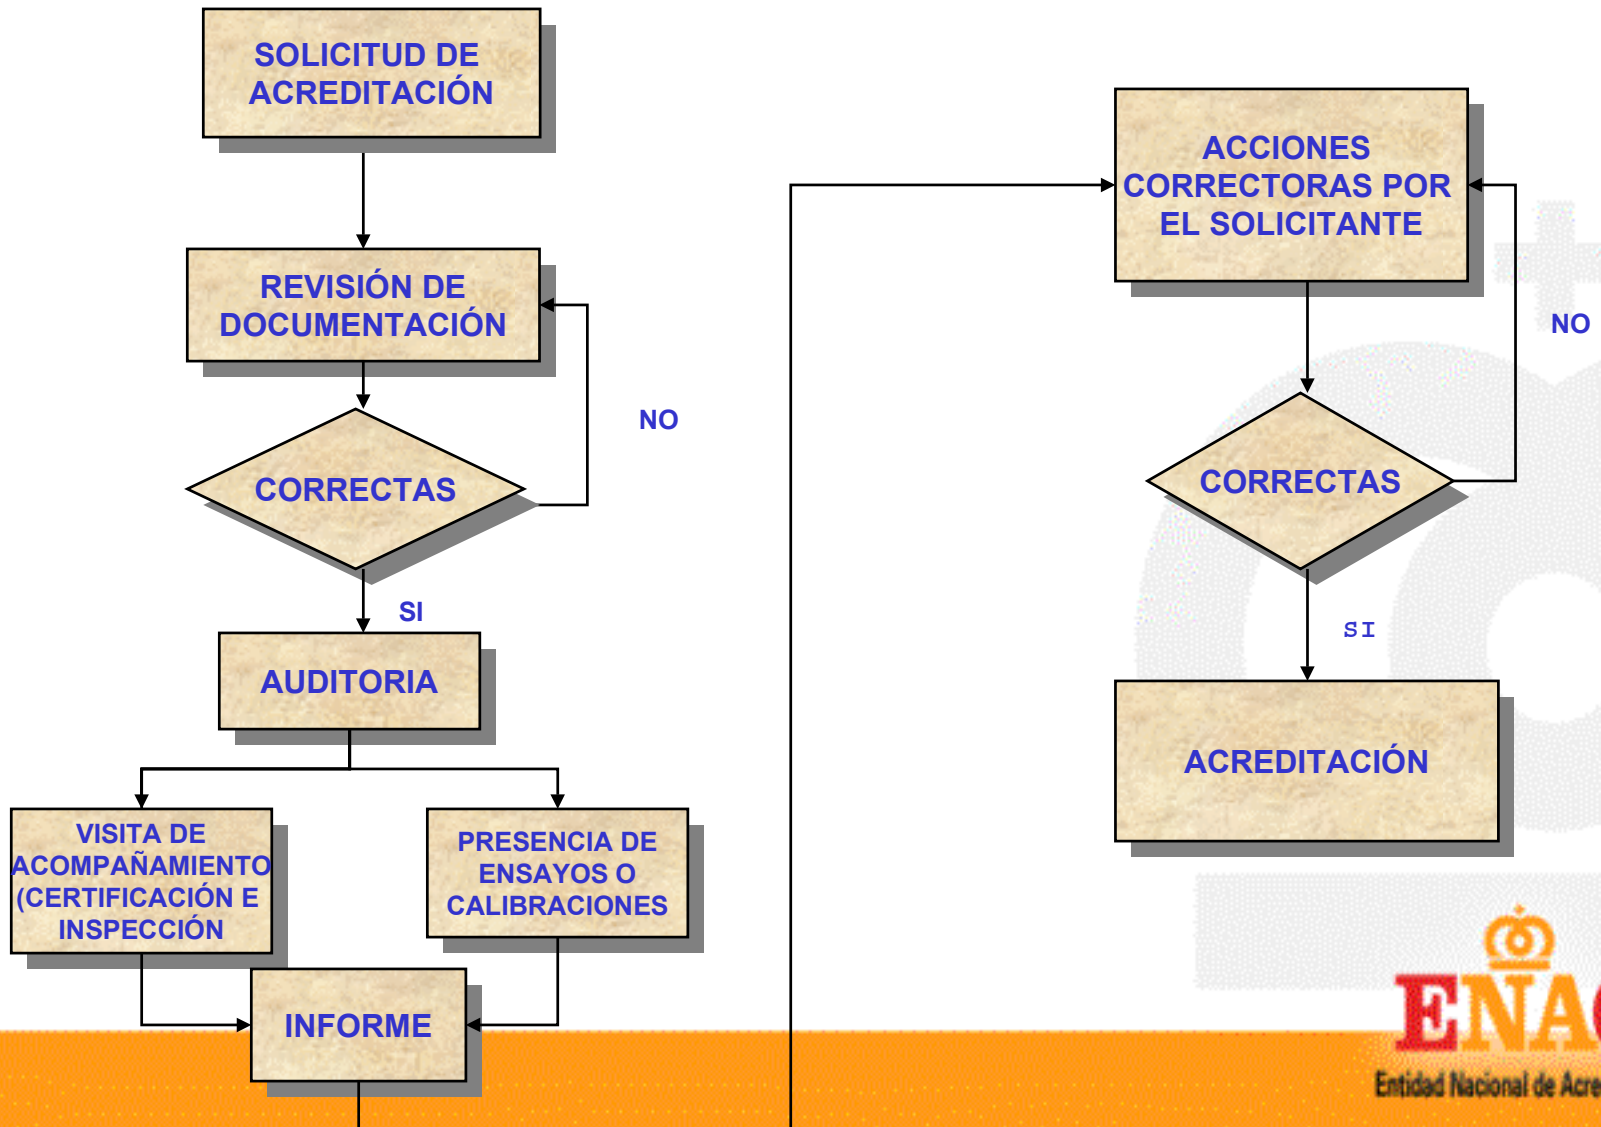 SOLICITUD DE
ACREDITACIÓN
REVISIÓN DE
DOCUMENTACIÓN
NO
CORRECTAS
SI
AUDITORIA
VISITA DE
ACOMPAÑAMIENTO
(CERTIFICACIÓN E
INSPECCIÓN
PRESENCIA DE
ENSAYOS O
CALIBRACIONES
INFORME
ACCIONES
CORRECTORAS POR
EL SOLICITANTE
NO
CORRECTAS
SI
ACREDITACIÓN
ENAC
Entidad Nacional de Acre